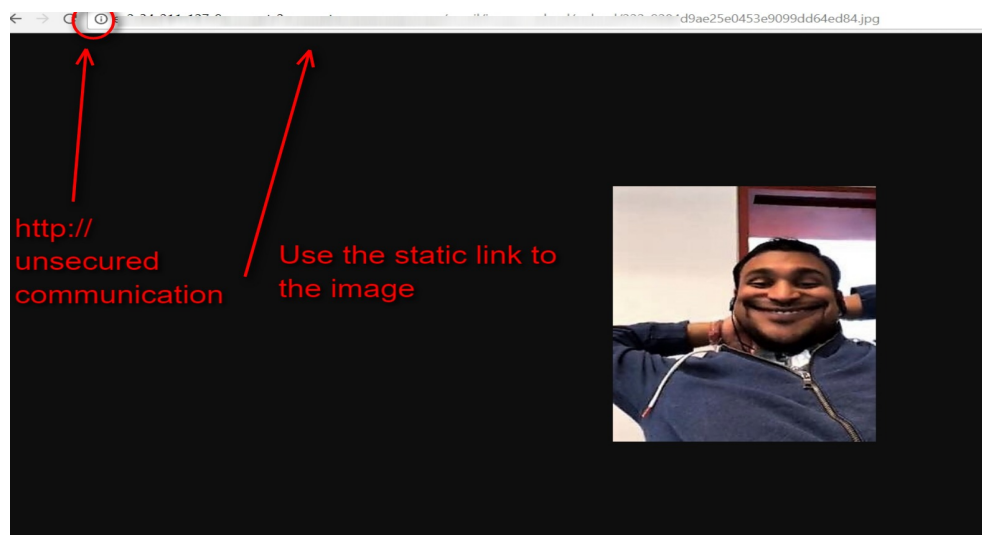 d9ae25e0453e9099dd64ed84.jpg
http://
unsecured
communication
Use the static link to
the image